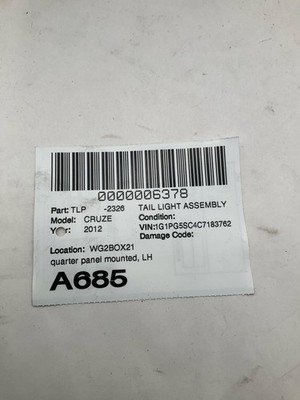 0000006378
Part: TLP -2326 TAIL LIGHT ASSEMBLY
Model: CRUZE Condition:
Year: 2012 VIN:1G1PG5SC4C7183762
Damage Code:
Location: WG2BOX21
quarter panel mounted, LH
A685